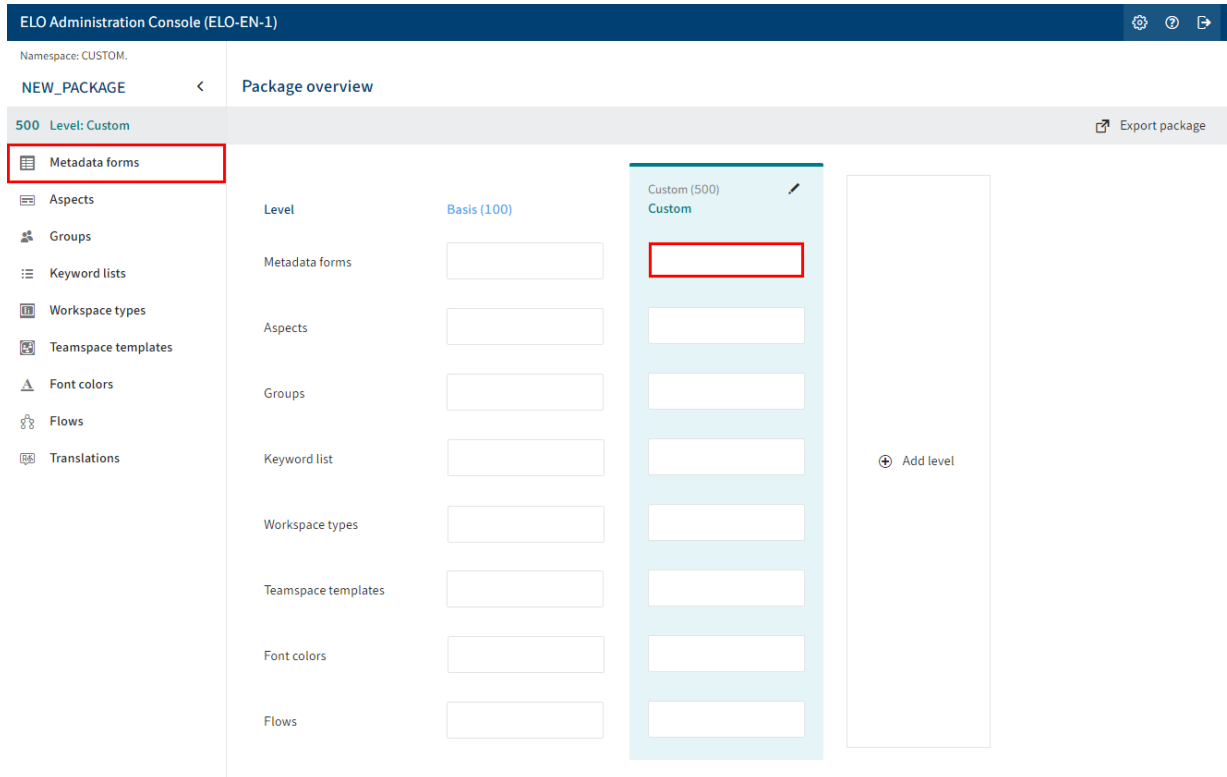 ELO Administration Console (ELO-EN-1)
Namespace: CUSTOM.
NEW_PACKAGE
Package overview
500 Level: Custom
Export package
Metadata forms
Aspects
Groups
Keyword lists
Workspace types
Teamspace templates
Font colors
Flows
Translations
Level
Basis (100)
Custom (500)
Custom
Metadata forms
Aspects
Groups
Keyword list
Add level
Workspace types
Teamspace templates
Font colors
Flows